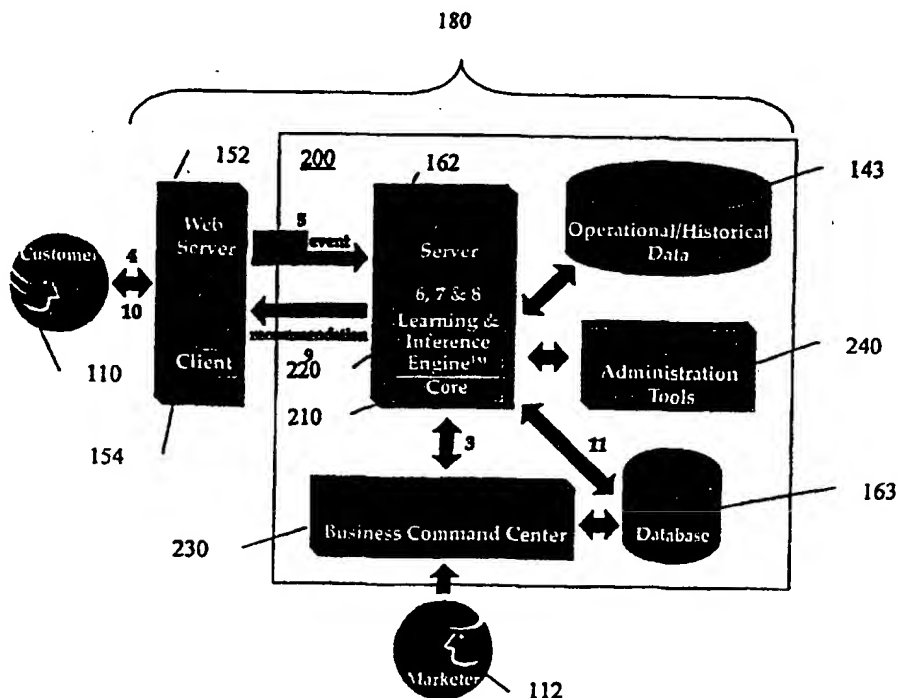 180
152
200
162
143
Web
Server
5
event
Server
Operational/Historical
Data
Customer
4
10
6, 7 & 8
Learning &
Inference
Engine™
Core
recommendation
9
Client
220
240
Administration
Tools
110
210
154
3
11
163
230
Business Command Center
Database
Marketer
112